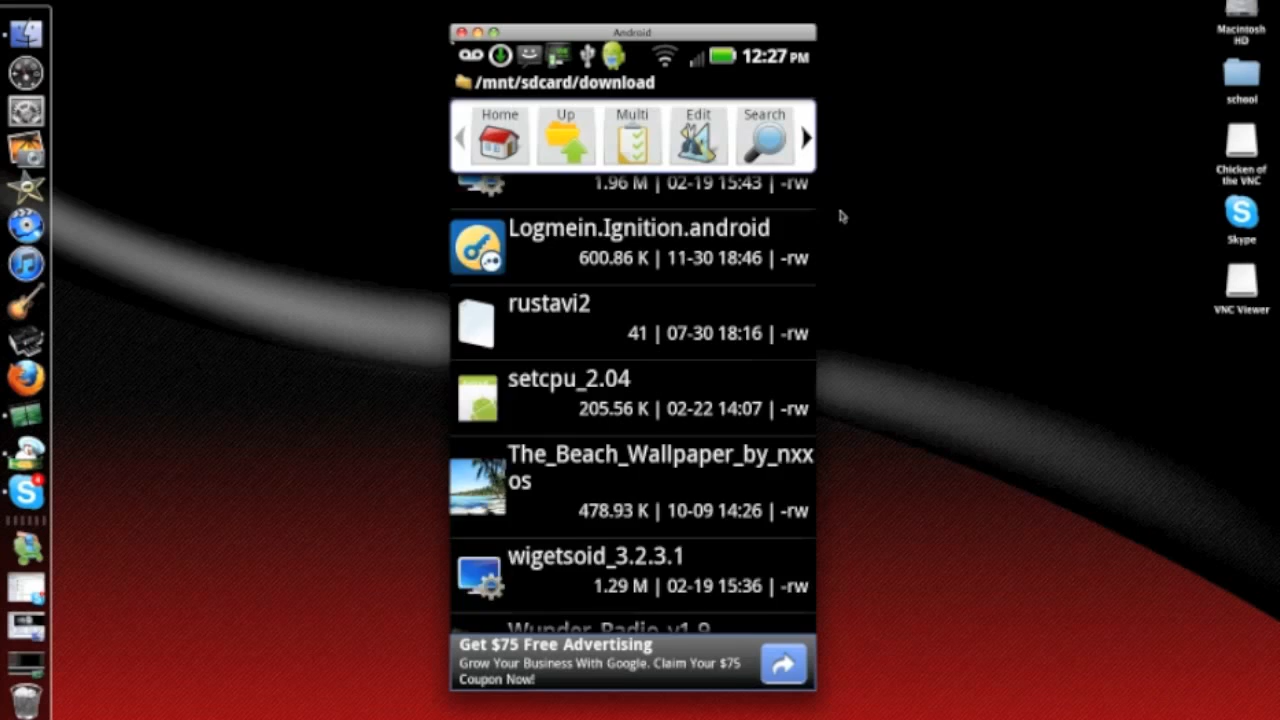 Android
12:27 PM
/mnt/sdcard/download
Home Up Multi Edit Search
1.96 M | 02-19 15:43 | -rw
Logmein.Ignition.android
600.86 K | 11-30 18:46 | -rw
rustavi2
41 | 07-30 18:16 | -rw
setcpu_2.04
205.56 K | 02-22 14:07 | -rw
The_Beach_Wallpaper_by_nxx
os
478.93 K | 10-09 14:26 | -rw
wigetsoid_3.2.3.1
1.29 M | 02-19 15:36 | -rw
Wunder_Radio_v1.9
Get $75 Free Advertising
Grow Your Business With Google. Claim Your $75
Coupon Now!
Macintosh
HD
school
Chicken of
the VNC
Skype
VNC Viewer